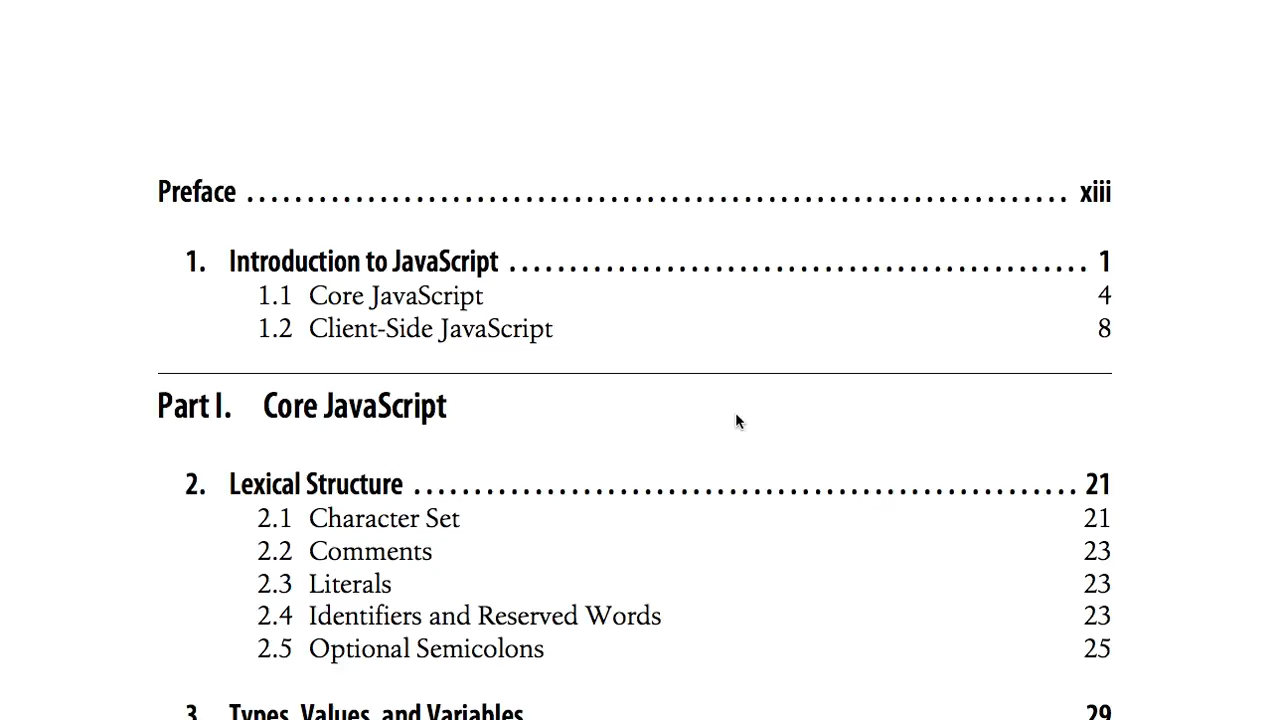 Preface . . . . . . . . . . . . . . . . . . . . . . . . . . . . . . . . . . . . . . . . . . . . . . . . . . . . . . . . . . . . . . . . . . . . . . xiii
1. Introduction to JavaScript . . . . . . . . . . . . . . . . . . . . . . . . . . . . . . . . . . . . . . . . . . . . . . . . . 1
1.1 Core JavaScript 4
1.2 Client-Side JavaScript 8
Part I. Core JavaScript
2. Lexical Structure . . . . . . . . . . . . . . . . . . . . . . . . . . . . . . . . . . . . . . . . . . . . . . . . . . . . . . . . 21
2.1 Character Set 21
2.2 Comments 23
2.3 Literals 23
2.4 Identifiers and Reserved Words 23
2.5 Optional Semicolons 25
3. Types, Values, and Variables 29